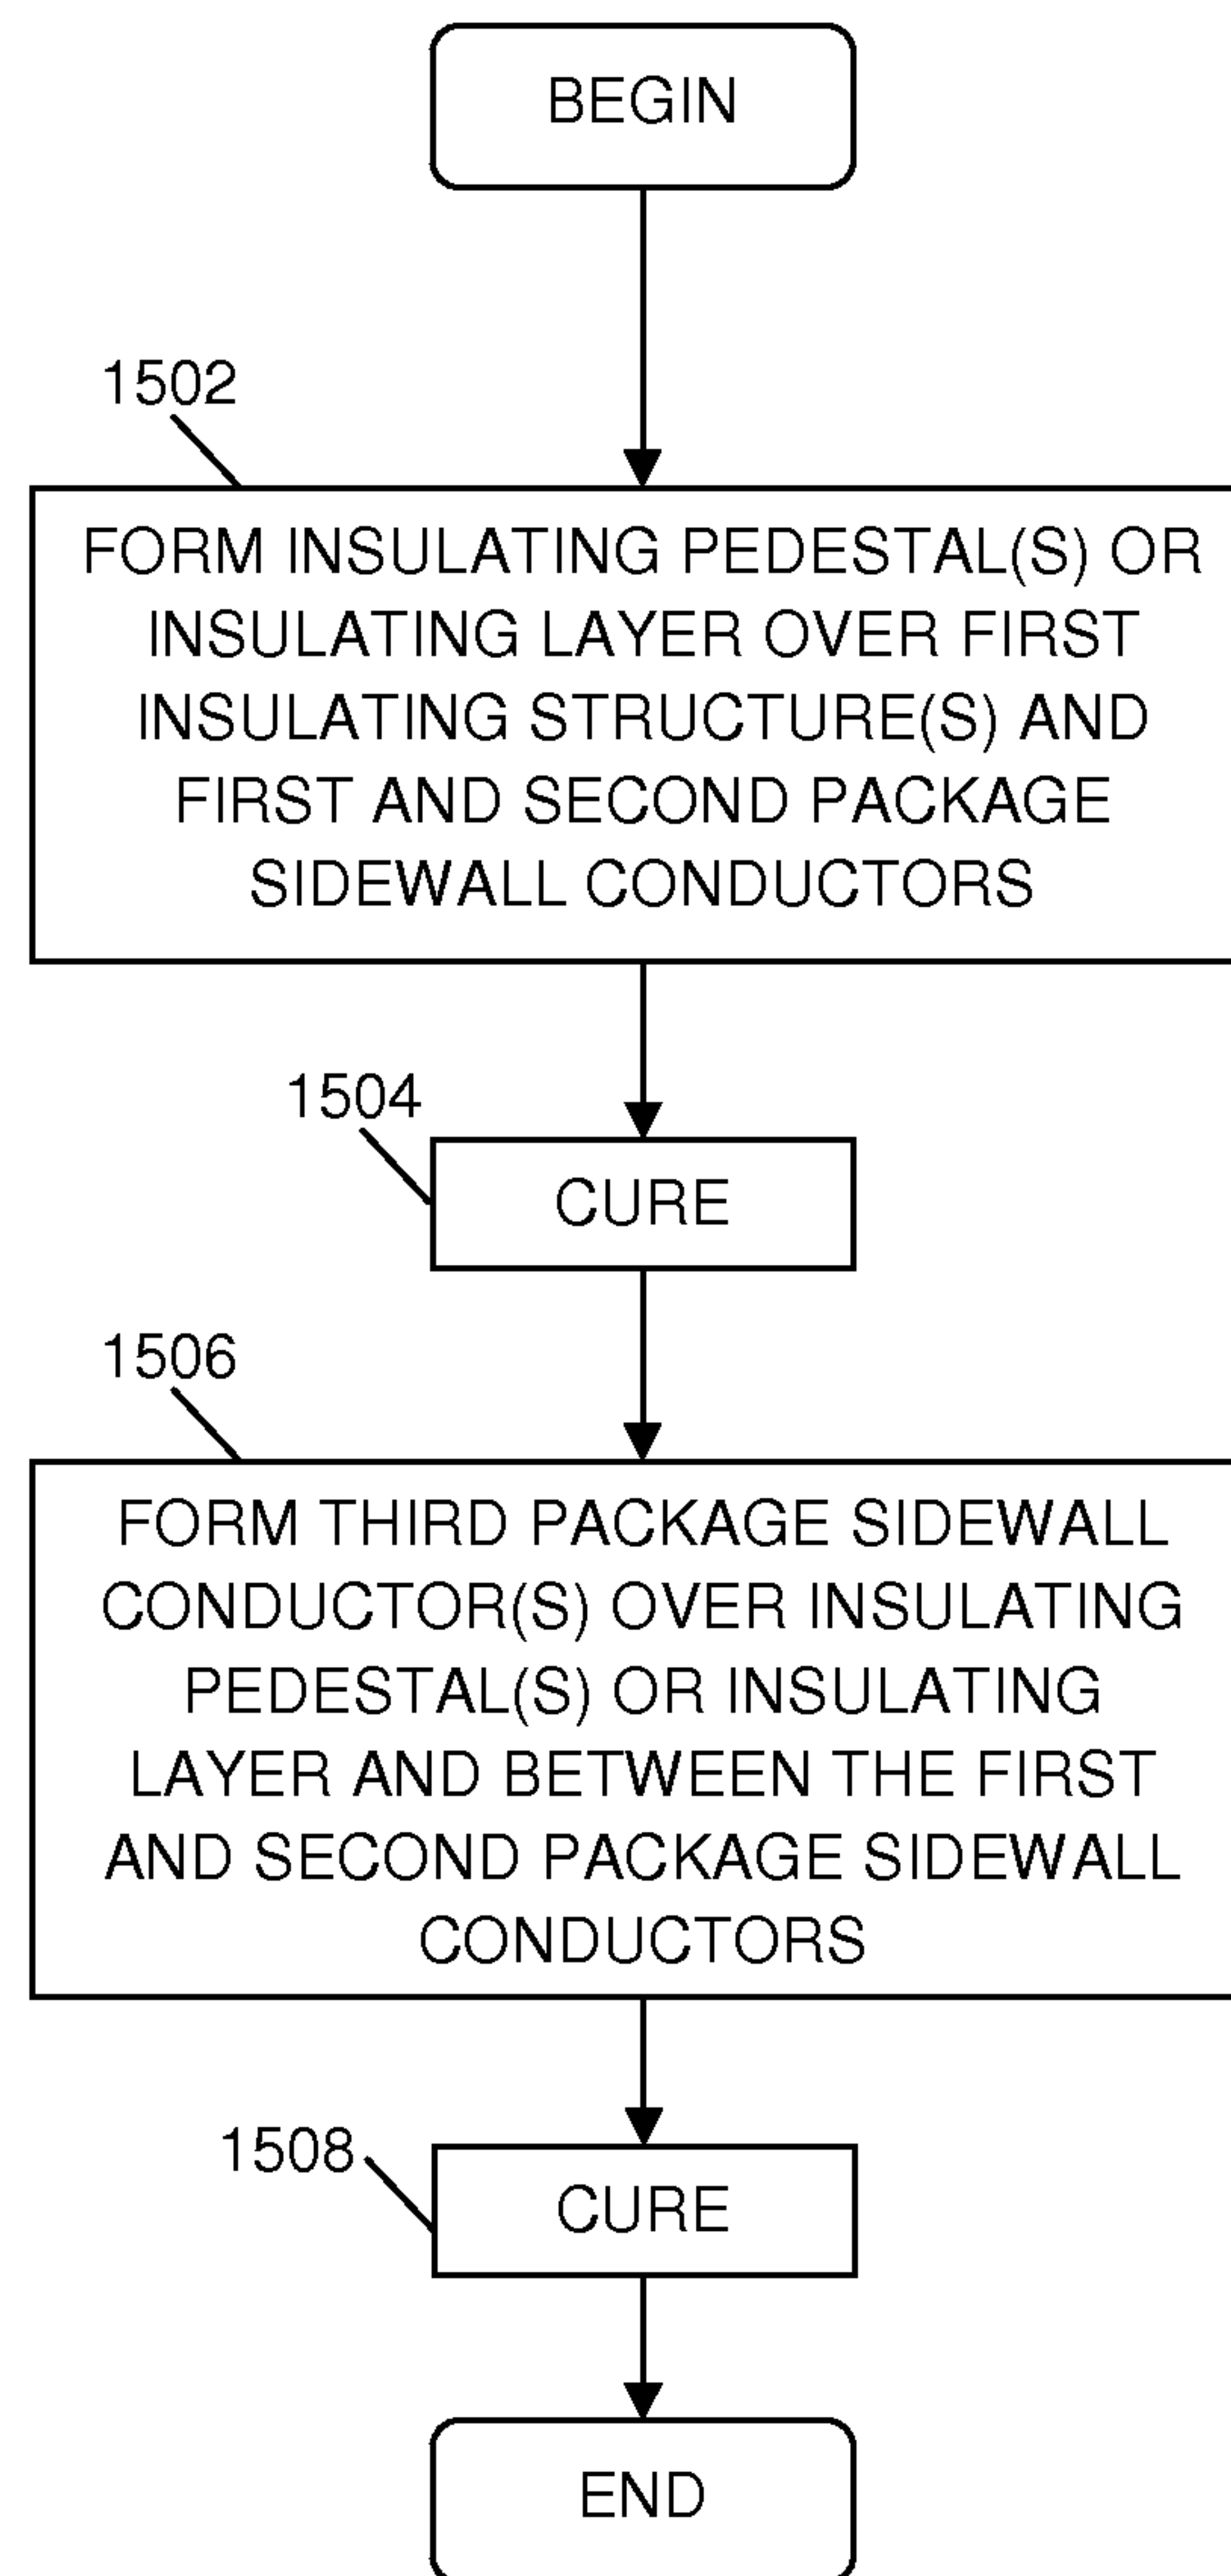 BEGIN
1502
FORM INSULATING PEDESTAL(S) OR
INSULATING LAYER OVER FIRST
INSULATING STRUCTURE(S) AND
FIRST AND SECOND PACKAGE
SIDEWALL CONDUCTORS
1504
CURE
1506
FORM THIRD PACKAGE SIDEWALL
CONDUCTOR(S) OVER INSULATING
PEDESTAL(S) OR INSULATING
LAYER AND BETWEEN THE FIRST
AND SECOND PACKAGE SIDEWALL
CONDUCTORS
1508
CURE
END